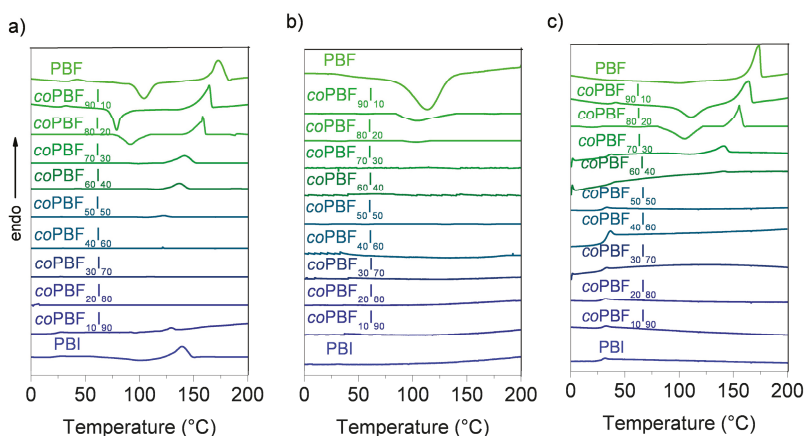 a)
PBF
coPBF90I10
coPBF80I20
coPBF70I30
coPBF60I40
coPBF50I50
coPBF40I60
coPBF30I70
coPBF20I80
coPBF10I90
PBI
endo
0 50 100 150 200
Temperature (°C)
b)
PBF
coPBF90I10
coPBF80I20
coPBF70I30
coPBF60I40
coPBF50I50
coPBF40I60
coPBF30I70
coPBF20I80
coPBF10I90
PBI
0 50 100 150 200
Temperature (°C)
c)
PBF
coPBF90I10
coPBF80I20
coPBF70I30
coPBF60I40
coPBF50I50
coPBF40I60
coPBF30I70
coPBF20I80
coPBF10I90
PBI
0 50 100 150 200
Temperature (°C)